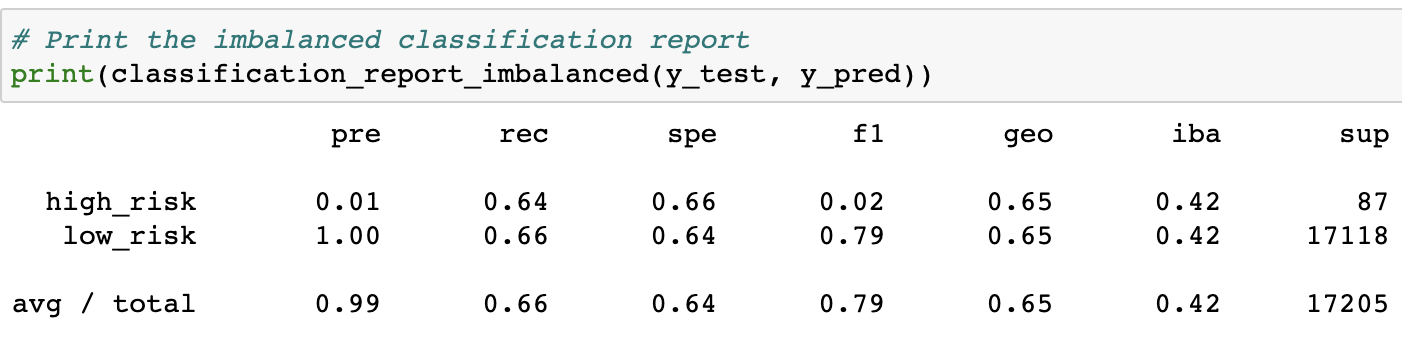 # Print the imbalanced classification report
print(classification_report_imbalanced(y_test, y_pred))
pre rec spe f1 geo iba sup
high_risk 0.01 0.64 0.66 0.02 0.65 0.42 87
low_risk 1.00 0.66 0.64 0.79 0.65 0.42 17118
avg / total 0.99 0.66 0.64 0.79 0.65 0.42 17205